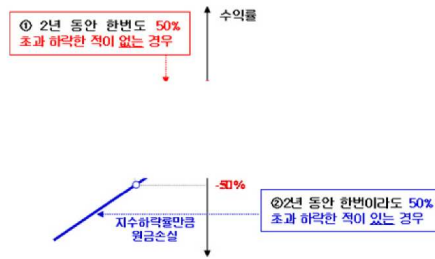 ① 2년 동안 한번도 50%
초과 하락한 적이 없는 경우
수익률
-50%
②2년 동안 한번이라도 50%
초과 하락한 적이 있는 경우
지수하락률만큼
원금손실